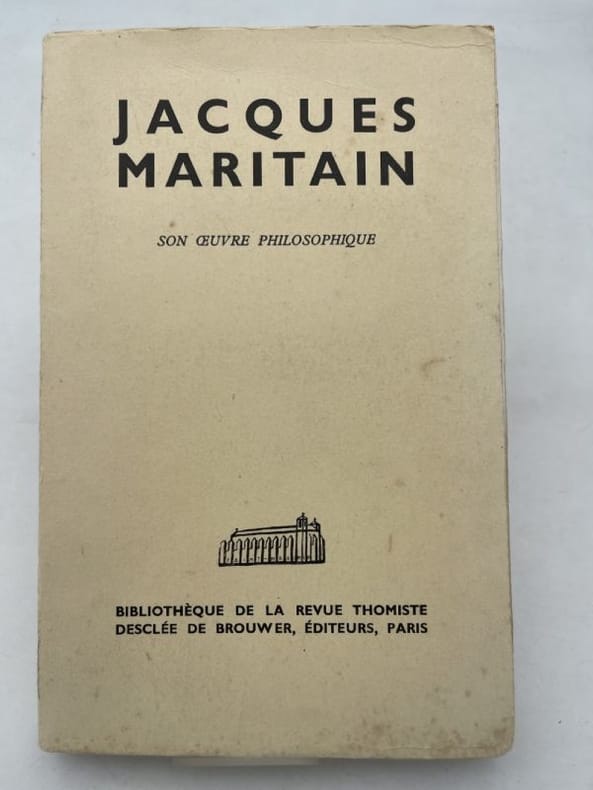 JACQUES
MARITAIN
SON ŒUVRE PHILOSOPHIQUE
BIBLIOTHÈQUE DE LA REVUE THOMISTE
DESCLÉE DE BROUWER, ÉDITEURS, PARIS